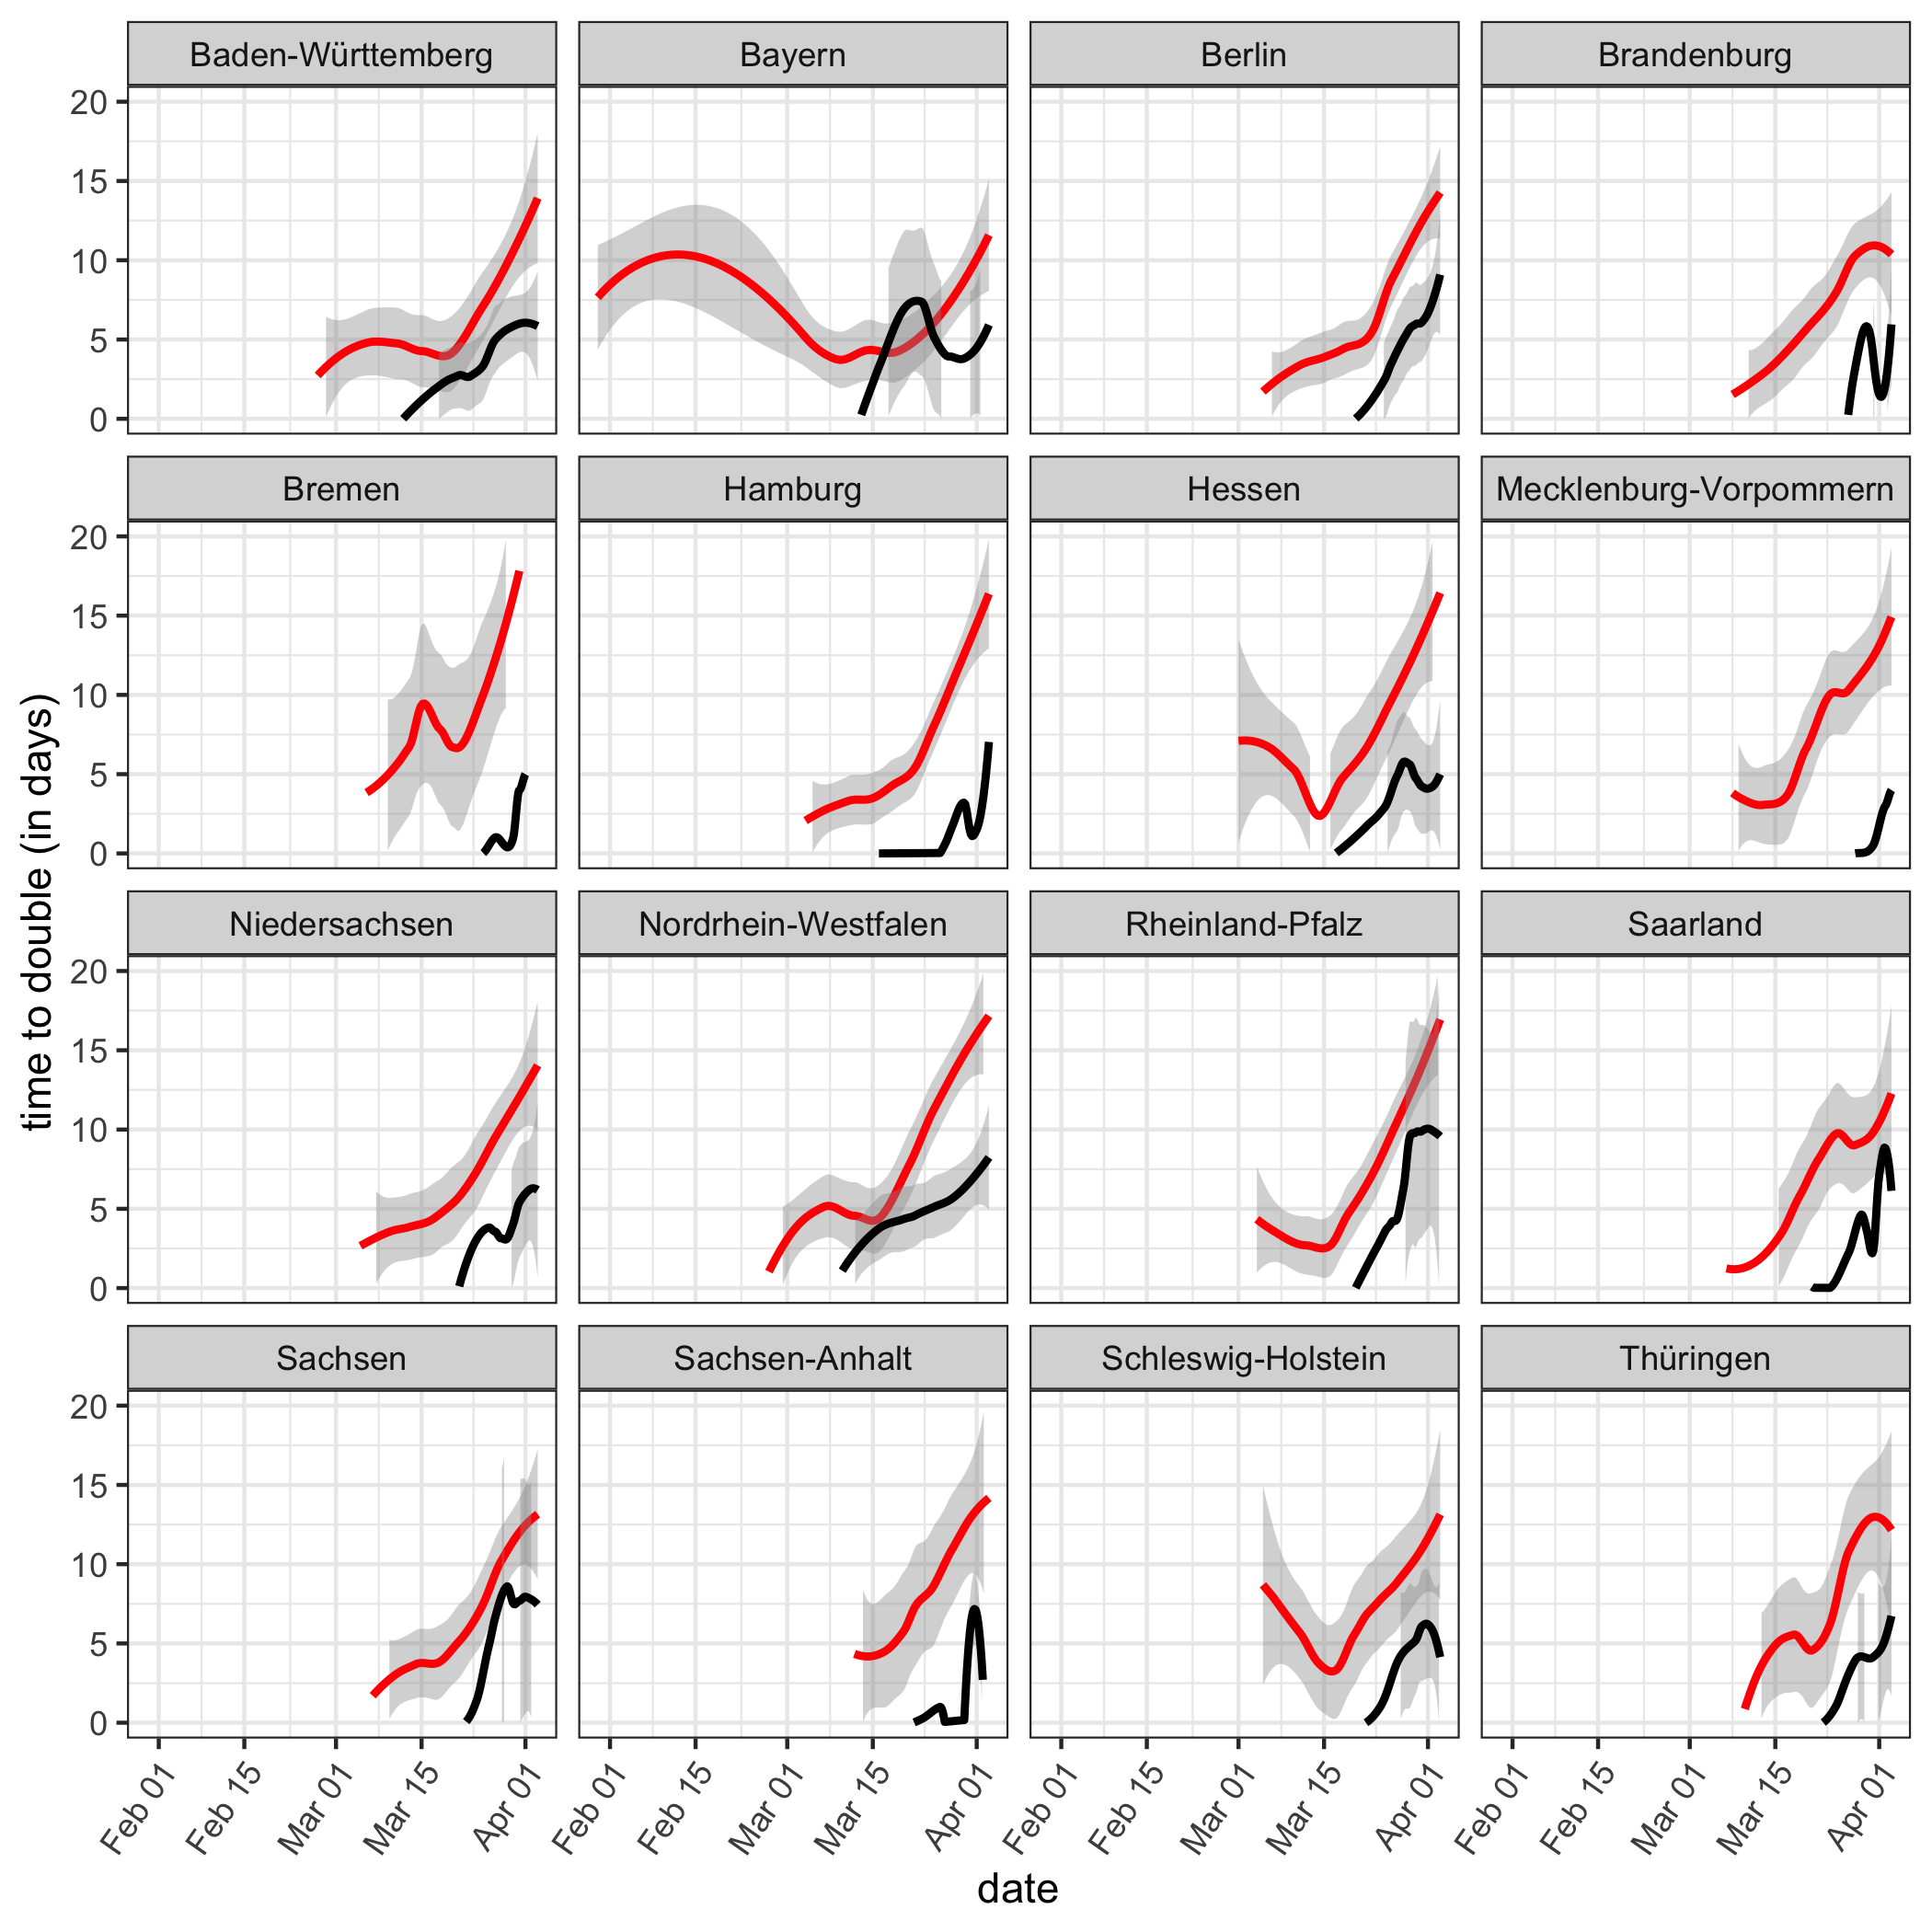 Baden-Württemberg Bayern Berlin Brandenburg
20
15
10
5
0
Bremen Hamburg Hessen Mecklenburg-Vorpommern
20
15
10
5
0
Niedersachsen Nordrhein-Westfalen Rheinland-Pfalz Saarland
20
15
10
5
0
Sachsen Sachsen-Anhalt Schleswig-Holstein Thüringen
20
15
10
5
0
Feb 01 Feb 15 Mar 01 Mar 15 Apr 01 Feb 01 Feb 15 Mar 01 Mar 15 Apr 01 Feb 01 Feb 15 Mar 01 Mar 15 Apr 01 Feb 01 Feb 15 Mar 01 Mar 15 Apr 01
date
time to double (in days)